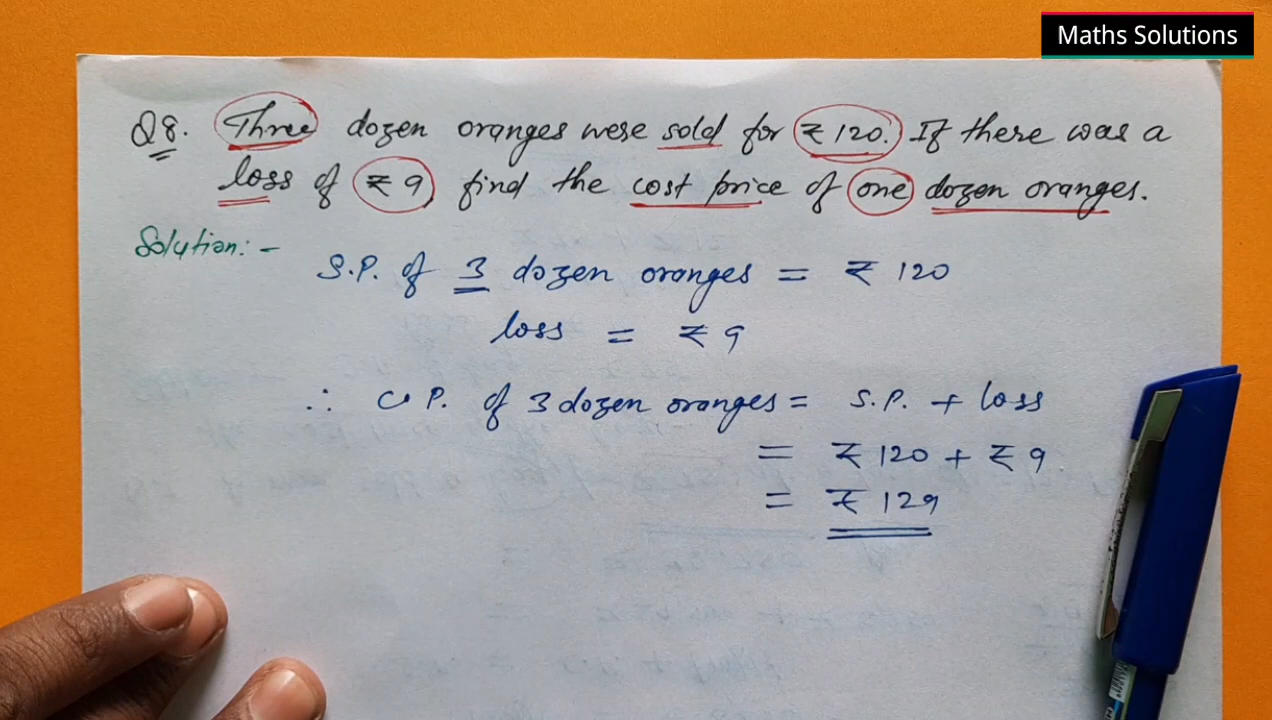 Maths Solutions
Q8. Three dozen oranges were sold for ₹ 120. If there was a
loss of ₹ 9, find the cost price of one dozen oranges.
Solution:-
S.P. of 3 dozen oranges = ₹ 120
loss = ₹ 9
∴ C.P. of 3 dozen oranges = S.P. + loss
= ₹ 120 + ₹ 9
= ₹ 129